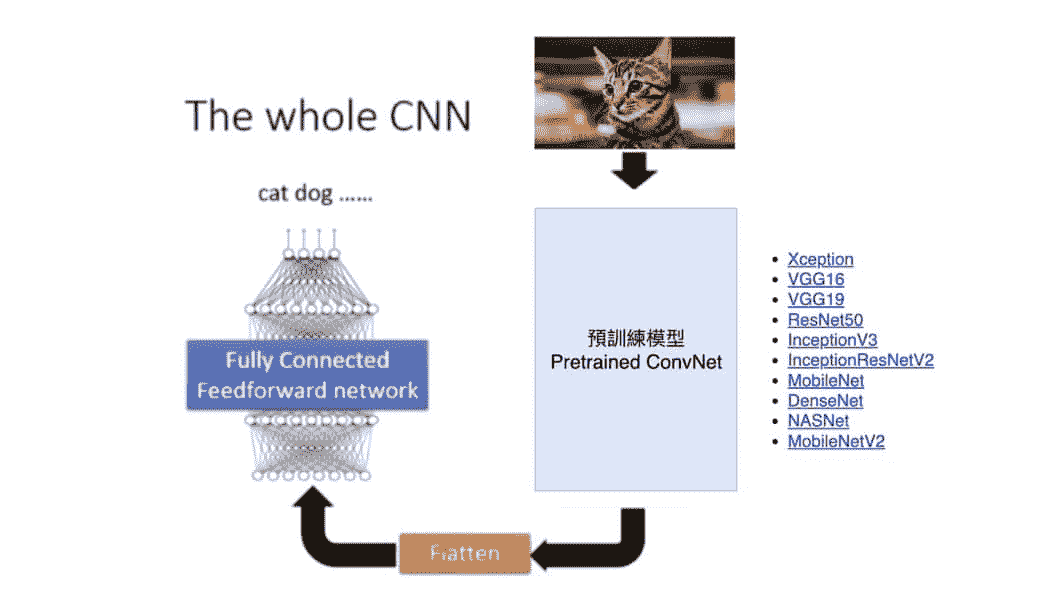 The whole CNN
cat dog ......
Fully Connected
Feedforward network
Flatten
預訓練模型
Pretrained ConvNet
• Xception
• VGG16
• VGG19
• ResNet50
• InceptionV3
• InceptionResNetV2
• MobileNet
• DenseNet
• NASNet
• MobileNetV2